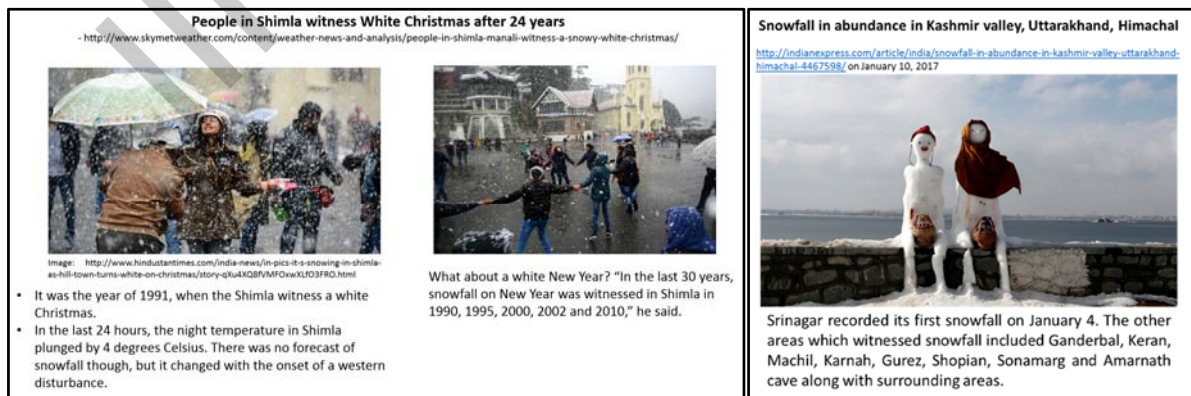 People in Shimla witness White Christmas after 24 years
- http://www.skymetweather.com/content/weather-news-and-analysis/people-in-shimla-manali-witness-a-snowy-white-christmas/
Image: http://www.hindustantimes.com/india-news/in-pics-it-s-snowing-in-shimla-
as-hill-town-turns-white-on-christmas/story-qKu4XQ8fVMFOxwXLfO3FRO.html
• It was the year of 1991, when the Shimla witness a white
Christmas.
• In the last 24 hours, the night temperature in Shimla
plunged by 4 degrees Celsius. There was no forecast of
snowfall though, but it changed with the onset of a western
disturbance.
What about a white New Year? “In the last 30 years,
snowfall on New Year was witnessed in Shimla in
1990, 1995, 2000, 2002 and 2010,” he said.
Snowfall in abundance in Kashmir valley, Uttarakhand, Himachal
http://indianexpress.com/article/india/snowfall-in-abundance-in-kashmir-valley-uttarakhand-
himachal-4467598/ on January 10, 2017
Srinagar recorded its first snowfall on January 4. The other
areas which witnessed snowfall included Ganderbal, Keran,
Machil, Karnah, Gurez, Shopian, Sonamarg and Amarnath
cave along with surrounding areas.